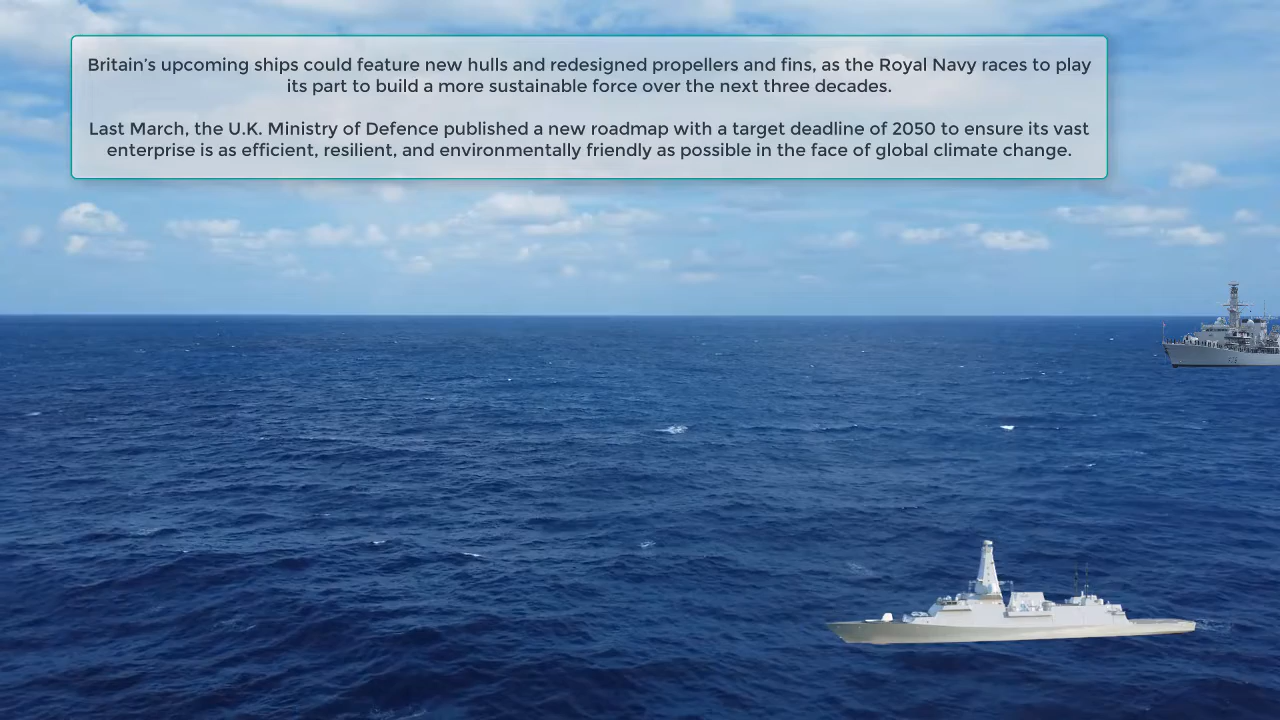 Britain's upcoming ships could feature new hulls and redesigned propellers and fins, as the Royal Navy races to play
its part to build a more sustainable force over the next three decades.
Last March, the U.K. Ministry of Defence published a new roadmap with a target deadline of 2050 to ensure its vast
enterprise is as efficient, resilient, and environmentally friendly as possible in the face of global climate change.